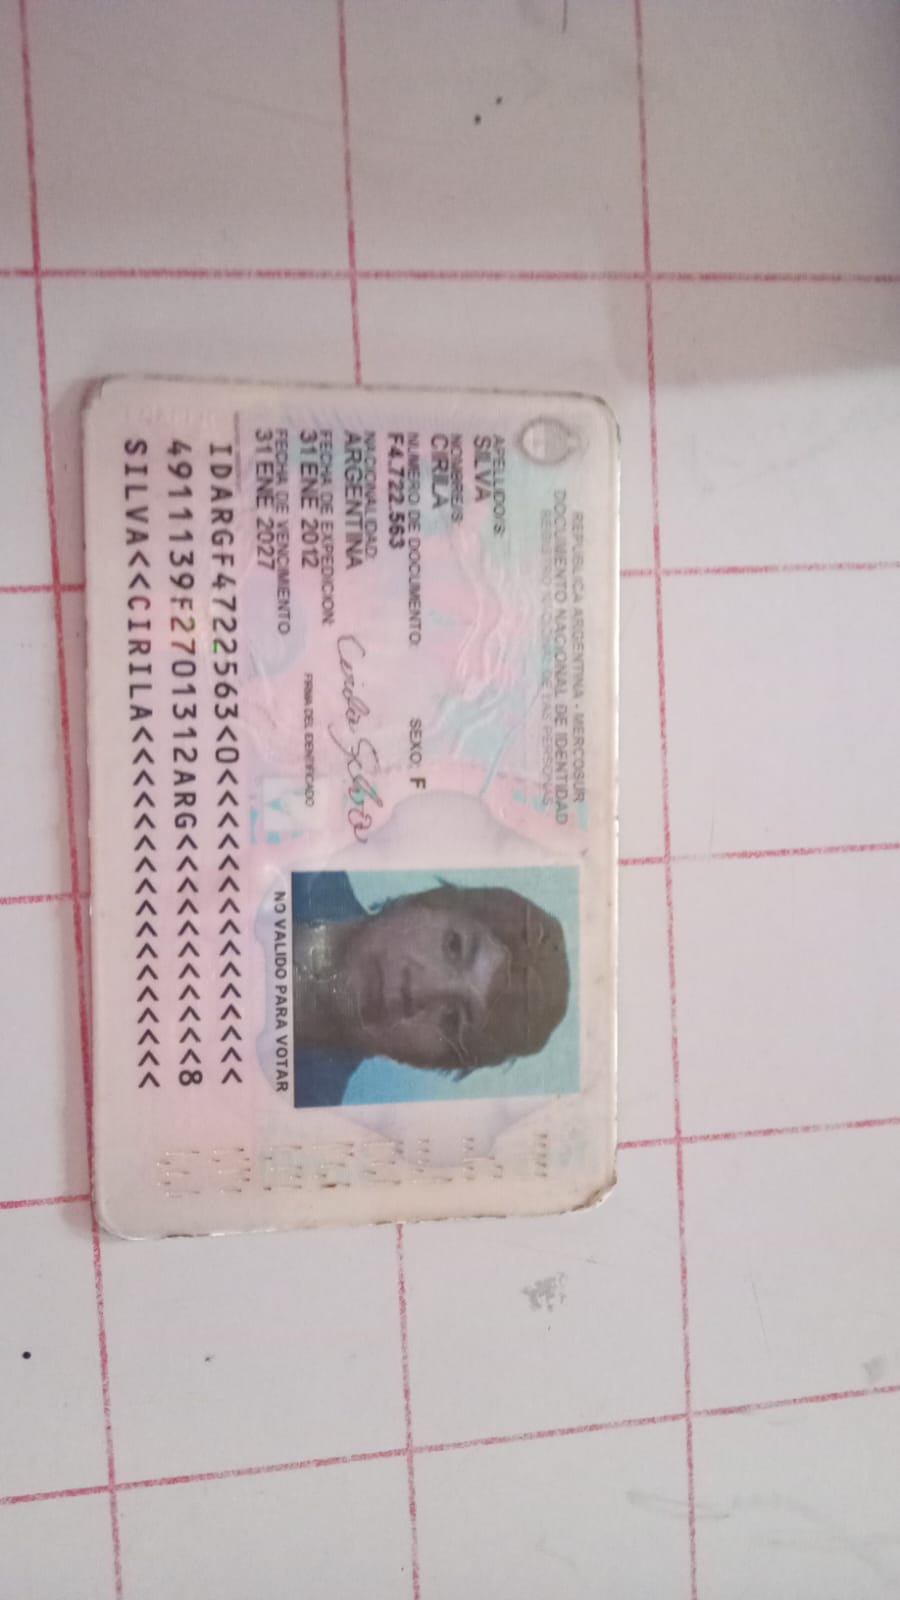 REPUBLICA ARGENTINA - MERCOSUR
DOCUMENTO NACIONAL DE IDENTIDAD
REGISTRO NACIONAL DE LAS PERSONAS
APELLIDO/S:
SILVA
NOMBRE/S:
CIRILA
NUMERO DE DOCUMENTO: SEXO: F
F4.722.563
NACIONALIDAD:
ARGENTINA
FECHA DE EXPEDICION:
31 ENE 2012
FECHA DE VENCIMIENTO
31 ENE 2027
Cirila Silva
FIRMA DEL IDENTIFICADO
NO VALIDO PARA VOTAR
IDARGF4722563<0<<<<<<<<<<<<<<<
4911139F2701312ARG<<<<<<<<<<<8
SILVA<<CIRILA<<<<<<<<<<<<<<<<<